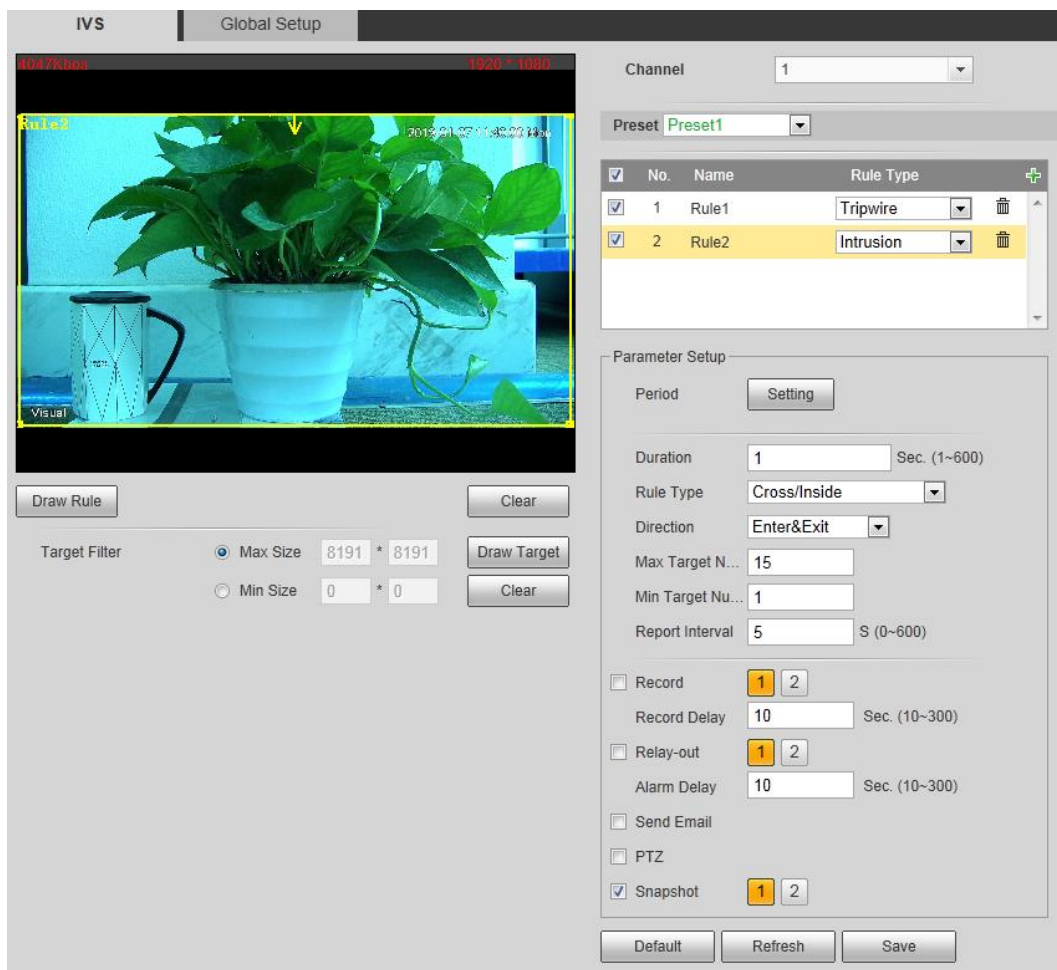 IVS Global Setup
4047Kbps 1920 * 1080
Rule2
Visual
Draw Rule Clear
Target Filter Max Size 8191 * 8191 Draw Target
Min Size 0 * 0 Clear
Channel 1
Preset Preset1
No. Name Rule Type
1 Rule1 Tripwire
2 Rule2 Intrusion
Parameter Setup
Period Setting
Duration 1 Sec. (1~600)
Rule Type Cross/Inside
Direction Enter&Exit
Max Target N... 15
Min Target Nu... 1
Report Interval 5 S (0~600)
Record 1 2
Record Delay 10 Sec. (10~300)
Relay-out 1 2
Alarm Delay 10 Sec. (10~300)
Send Email
PTZ
Snapshot 1 2
Default Refresh Save